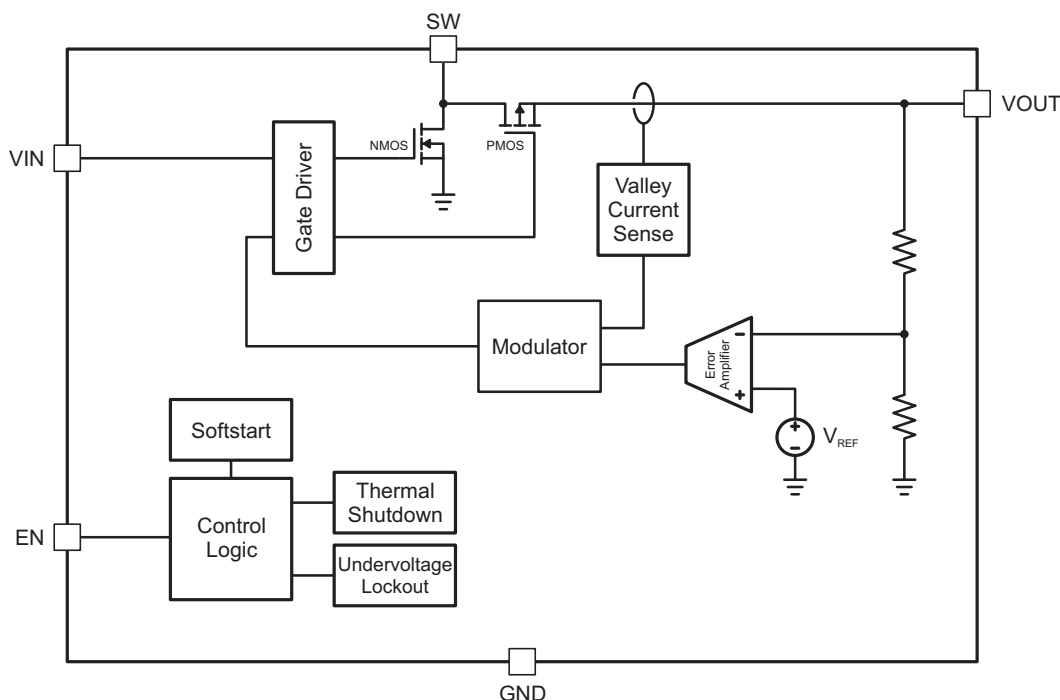 SW
VOUT
VIN
NMOS
PMOS
Gate Driver
Valley
Current
Sense
Modulator
Error
Amplifier
-
+
+
-
VREF
Softstart
Thermal
Shutdown
EN
Control
Logic
Undervoltage
Lockout
GND